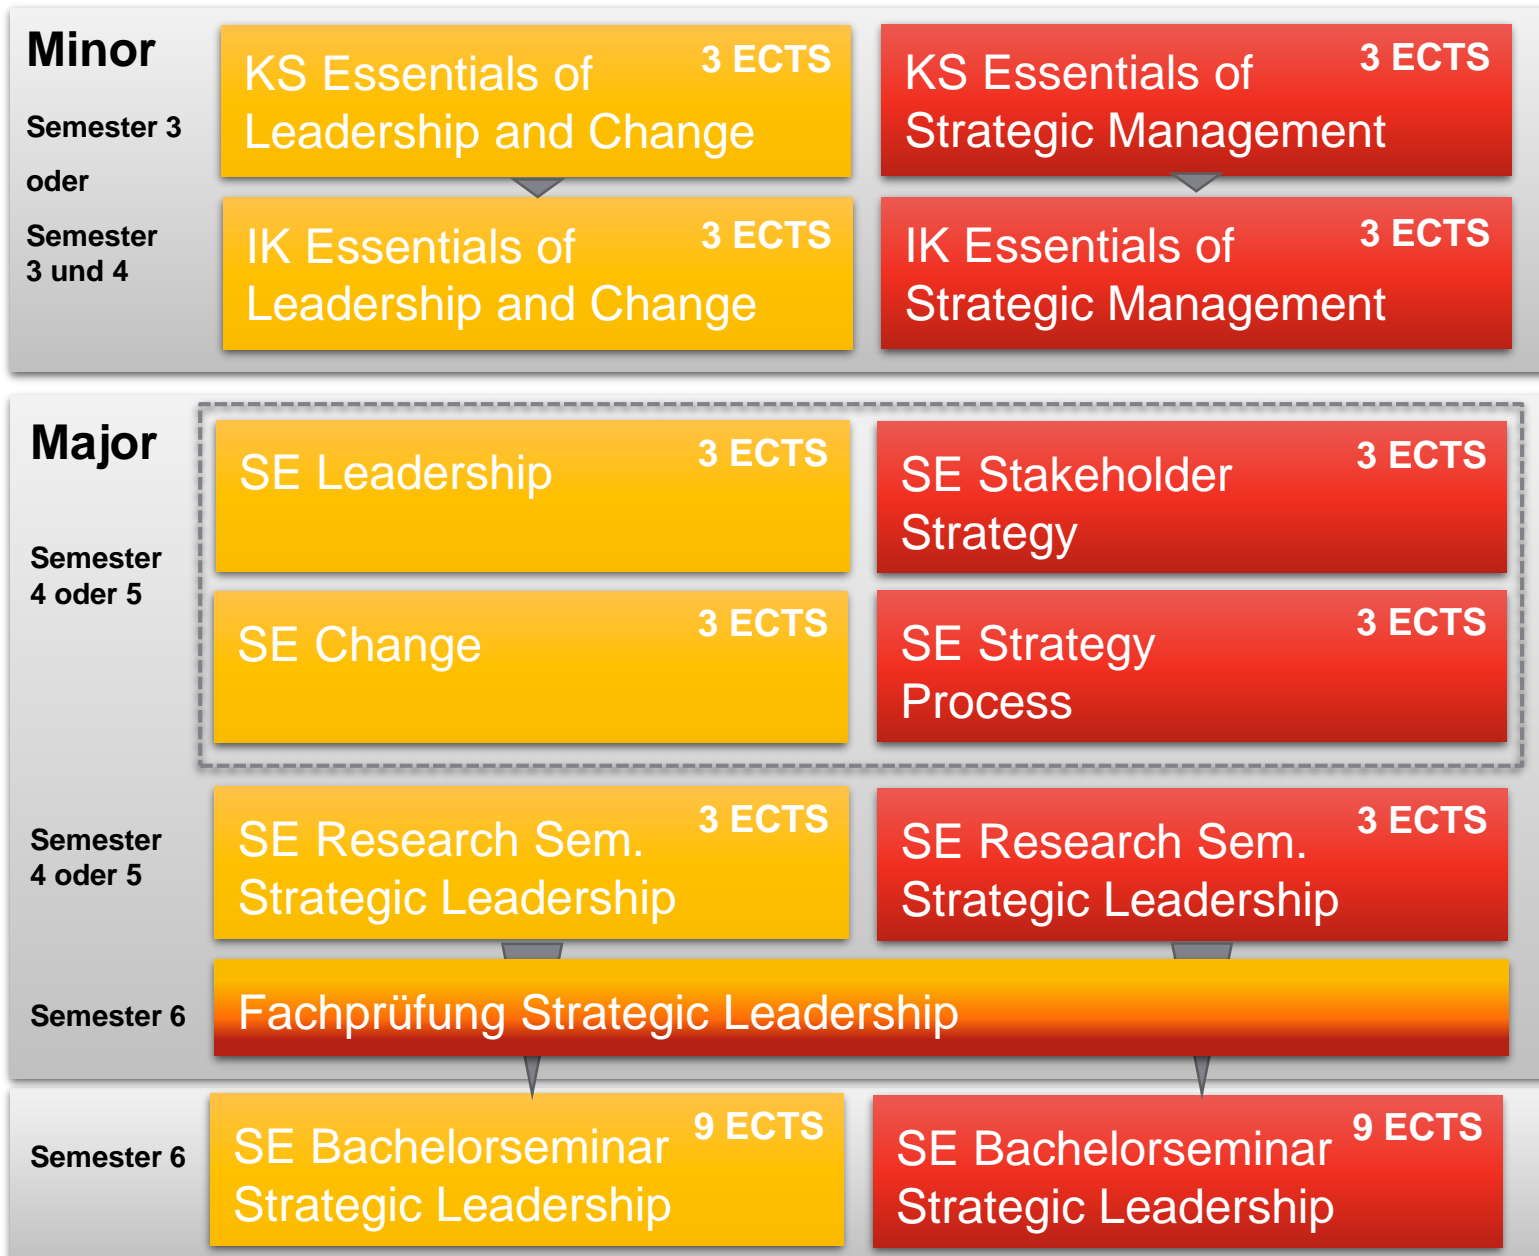 Minor
Semester 3
oder
Semester
3 und 4
KS Essentials of
Leadership and Change
3 ECTS
KS Essentials of
Strategic Management
3 ECTS
IK Essentials of
Leadership and Change
3 ECTS
IK Essentials of
Strategic Management
3 ECTS
Major
Semester
4 oder 5
SE Leadership
3 ECTS
SE Stakeholder
Strategy
3 ECTS
SE Change
3 ECTS
SE Strategy
Process
3 ECTS
Semester
4 oder 5
SE Research Sem.
Strategic Leadership
3 ECTS
SE Research Sem.
Strategic Leadership
3 ECTS
Semester 6
Fachprüfung Strategic Leadership
Semester 6
SE Bachelorseminar
Strategic Leadership
9 ECTS
SE Bachelorseminar
Strategic Leadership
9 ECTS